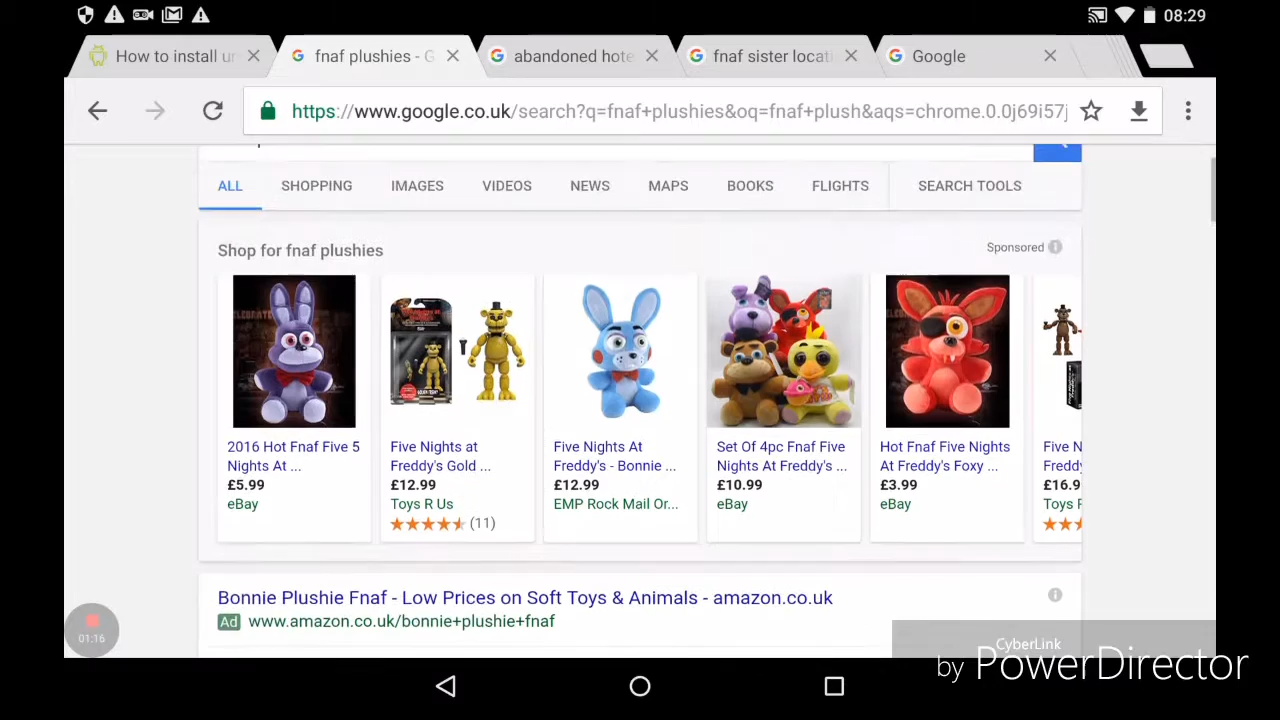 08:29
How to install un
fnaf plushies - G
abandoned hote
fnaf sister locati
Google
https://www.google.co.uk/search?q=fnaf+plushies&oq=fnaf+plush&aqs=chrome.0.0j69i57j
ALL
SHOPPING
IMAGES
VIDEOS
NEWS
MAPS
BOOKS
FLIGHTS
SEARCH TOOLS
Shop for fnaf plushies
Sponsored
2016 Hot Fnaf Five 5
Nights At ...
£5.99
eBay
Five Nights at
Freddy's Gold ...
£12.99
Toys R Us
(11)
Five Nights At
Freddy's - Bonnie ...
£12.99
EMP Rock Mail Or...
Set Of 4pc Fnaf Five
Nights At Freddy's ...
£10.99
eBay
Hot Fnaf Five Nights
At Freddy's Foxy ...
£3.99
eBay
Five N
Freddy
£16.9
Toys
Bonnie Plushie Fnaf - Low Prices on Soft Toys & Animals - amazon.co.uk
Ad www.amazon.co.uk/bonnie+plushie+fnaf
01:16
CyberLink
by PowerDirector